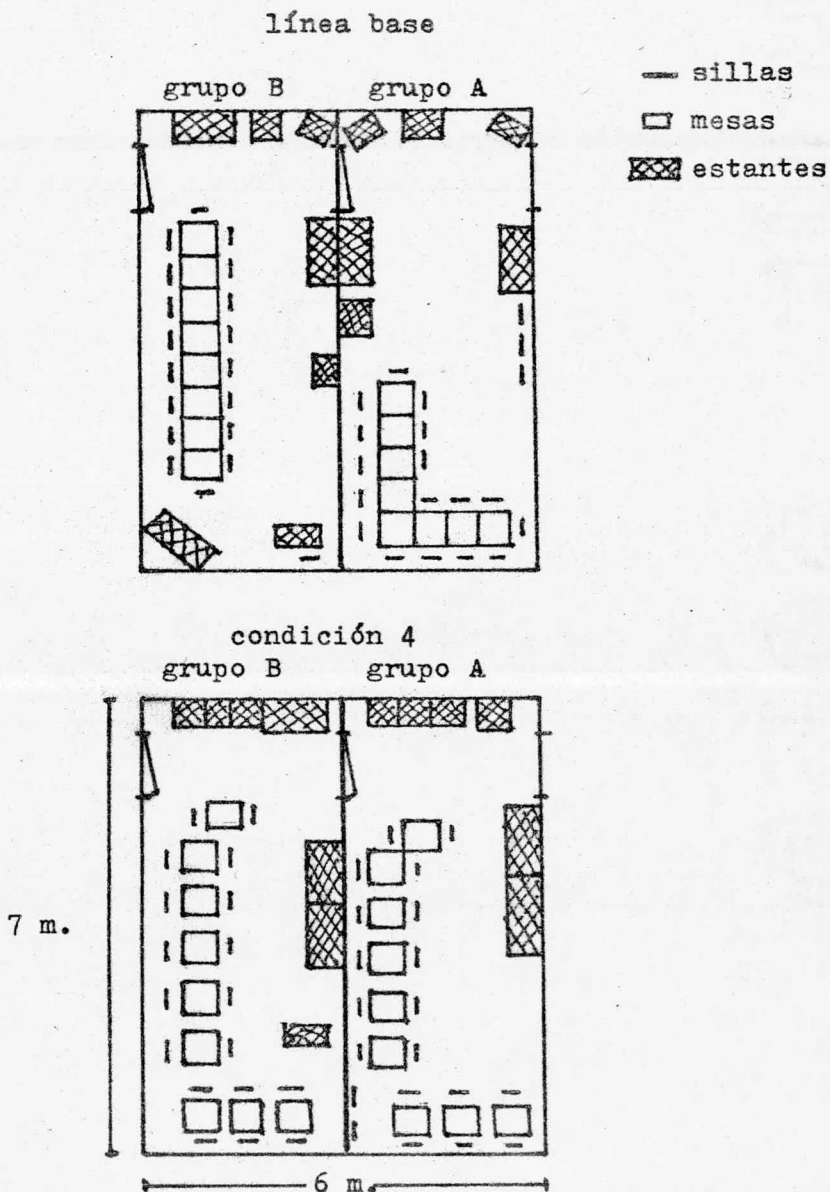 línea base
grupo B grupo A
sillas
mesas
estantes
condición 4
grupo B grupo A
7 m.
6 m.